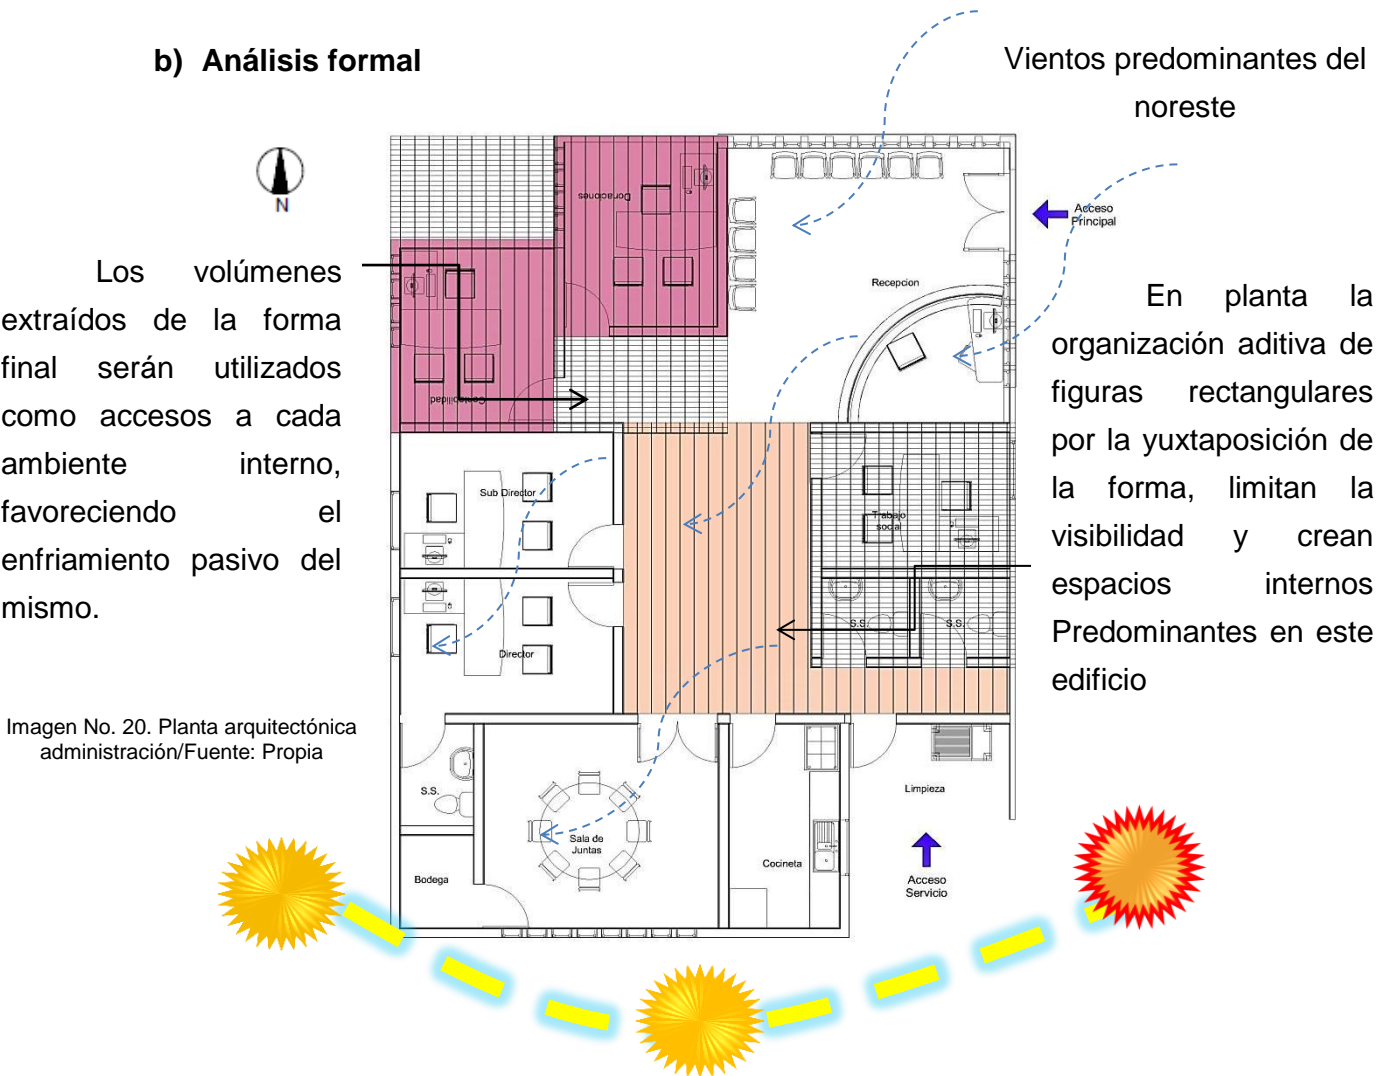 b) Análisis formal
Vientos predominantes del
noreste
N
Los volúmenes
extraídos de la forma
final serán utilizados
como accesos a cada
ambiente interno,
favoreciendo el
enfriamiento pasivo del
mismo.
Imagen No. 20. Planta arquitectónica
administración/Fuente: Propia
Donaciones
Contabilidad
Recepcion
Acceso
Principal
Sub Director
Director
Trabajo
social
S.S.
S.S.
S.S.
Bodega
Sala de
Juntas
Cocineta
Limpieza
Acceso
Servicio
En planta la
organización aditiva de
figuras rectangulares
por la yuxtaposición de
la forma, limitan la
visibilidad y crean
espacios internos
Predominantes en este
edificio